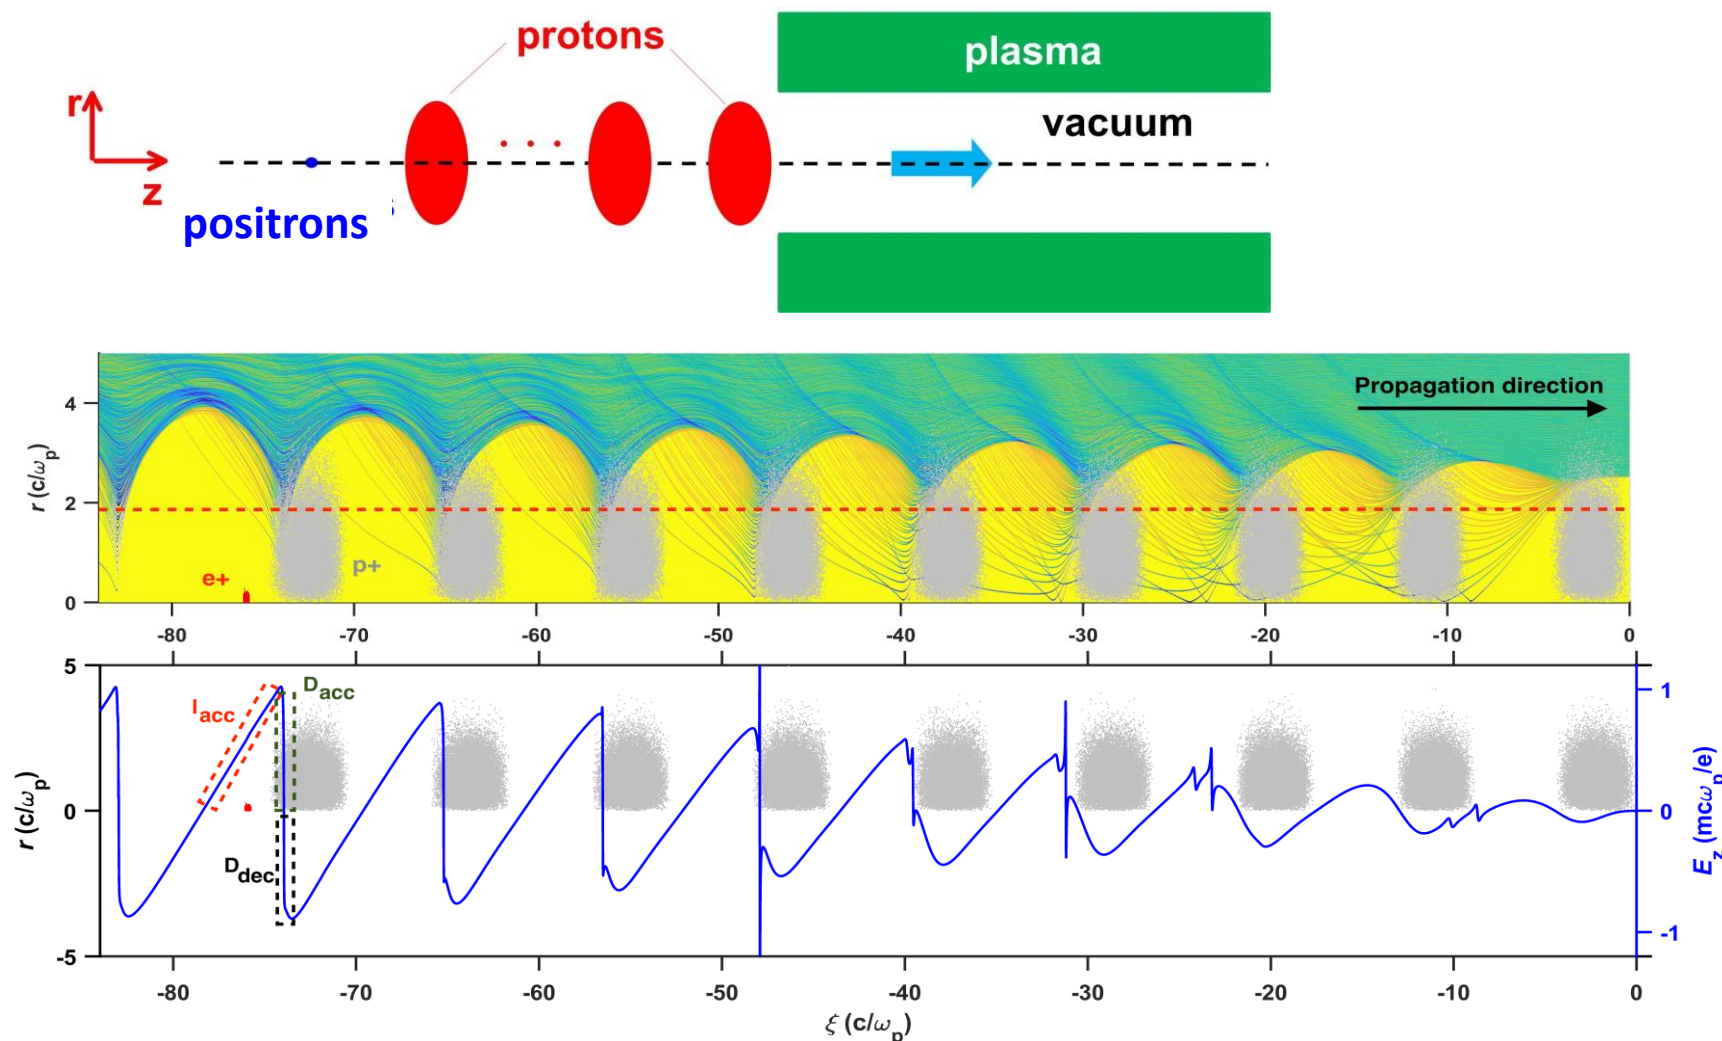 protons
plasma
vacuum
r
z
positrons
Propagation direction
r (c/ω_p)
4
2
0
e+
p+
-80 -70 -60 -50 -40 -30 -20 -10 0
5
0
-5
r (c/ω_p)
I_acc
D_acc
D_dec
1
0
-1
E_z (mcω_p/e)
-80 -70 -60 -50 -40 -30 -20 -10 0
ξ (c/ω_p)